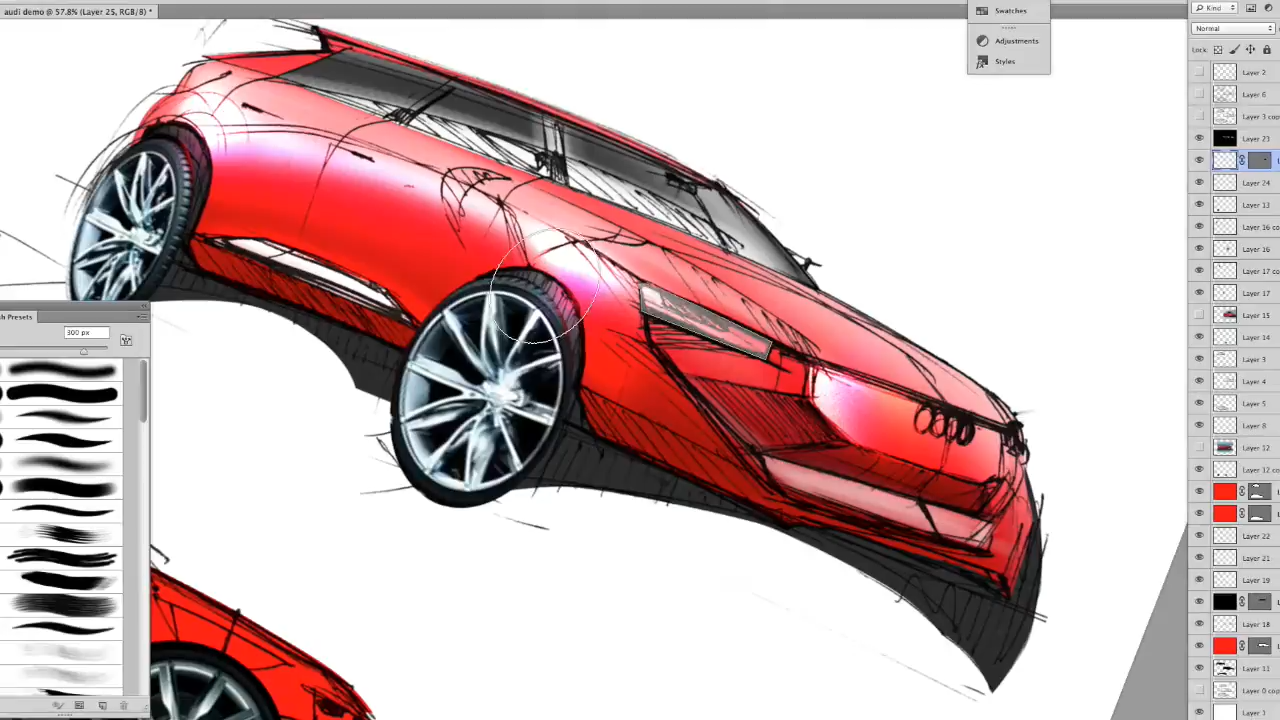 audi demo @ 57.8% (Layer 25, RGB/8) *
Swatches
Adjustments
Styles
Kind
Normal
Lock:
Layer 2
Layer 6
Layer 3 cop
Layer 23
Layer 24
Layer 13
Layer 16 co
Layer 16
Layer 17 co
Layer 17
Layer 15
Layer 14
Layer 3
Layer 4
Layer 5
Layer 8
Layer 12
Layer 12 co
Layer 22
Layer 21
Layer 19
Layer 18
Layer 11
Layer 0 cop
Layer 1
sh Presets
300 px